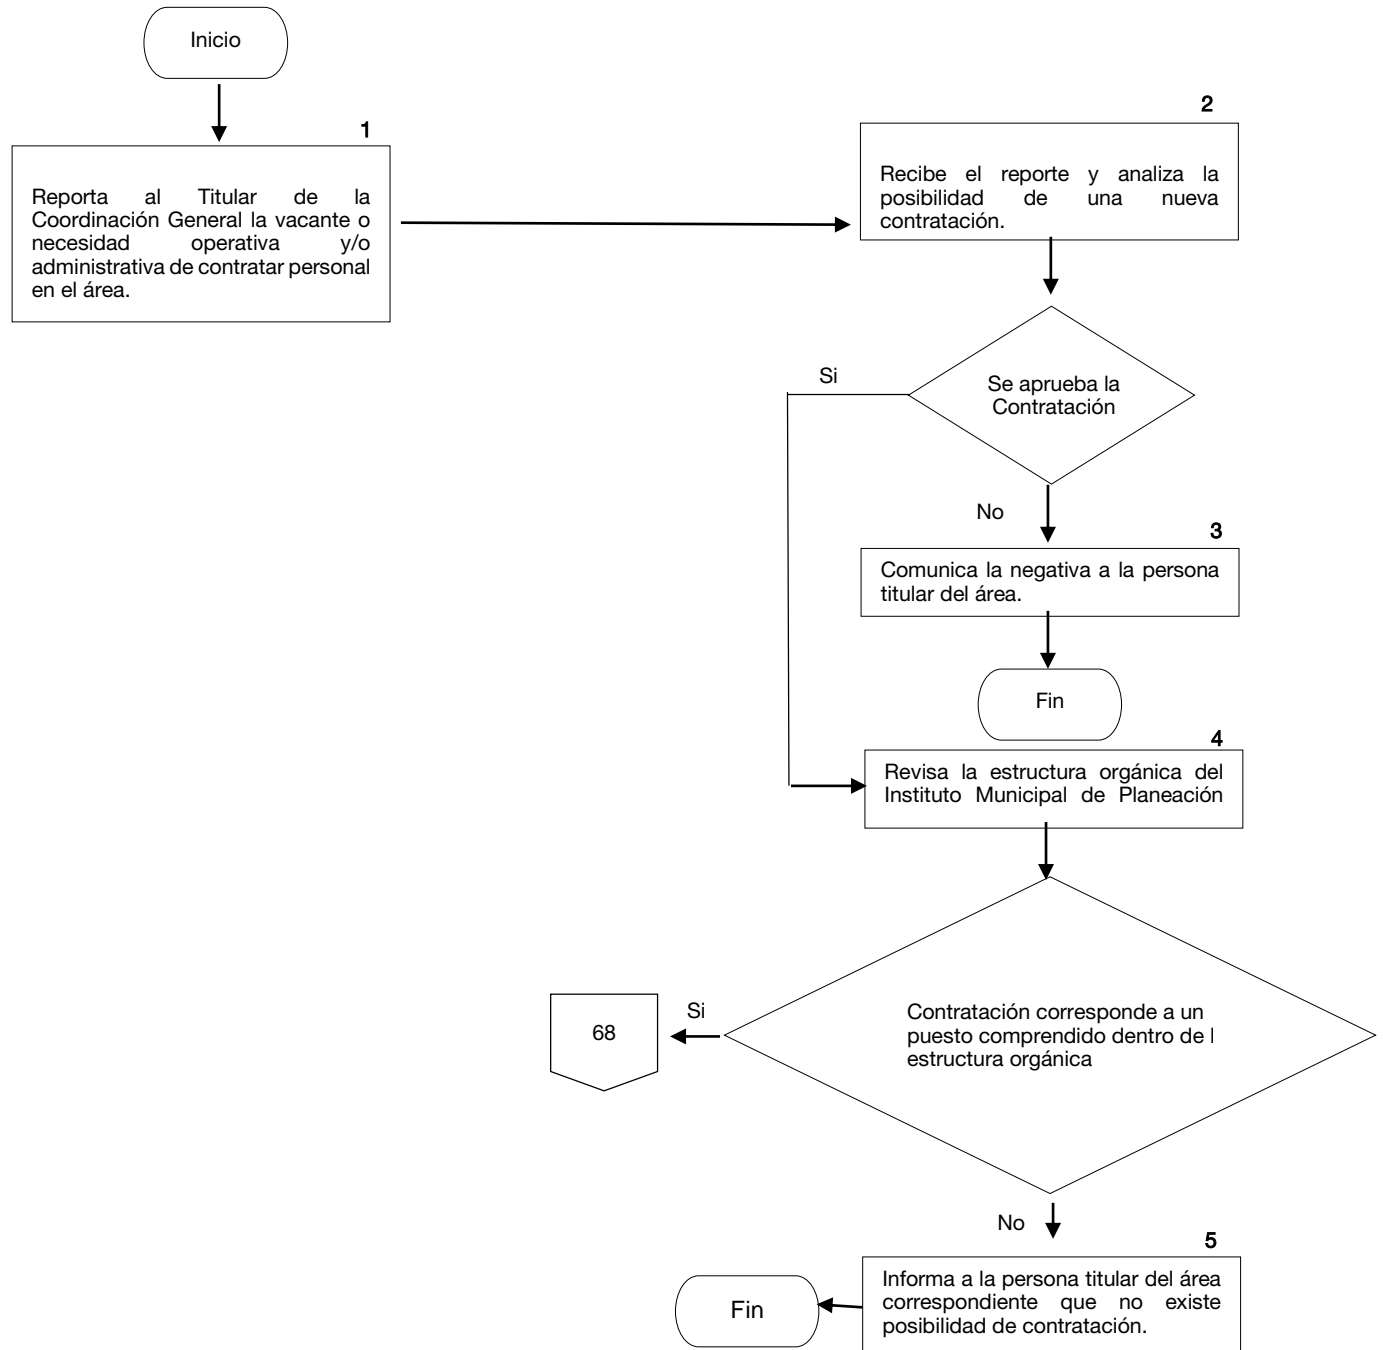 Inicio
1
Reporta al Titular de la
Coordinación General la vacante o
necesidad operativa y/o
administrativa de contratar personal
en el área.
2
Recibe el reporte y analiza la
posibilidad de una nueva
contratación.
Se aprueba la
Contratación
Si
No
3
Comunica la negativa a la persona
titular del área.
Fin
4
Revisa la estructura orgánica del
Instituto Municipal de Planeación
Contratación corresponde a un
puesto comprendido dentro de l
estructura orgánica
Si
68
No
5
Informa a la persona titular del área
correspondiente que no existe
posibilidad de contratación.
Fin